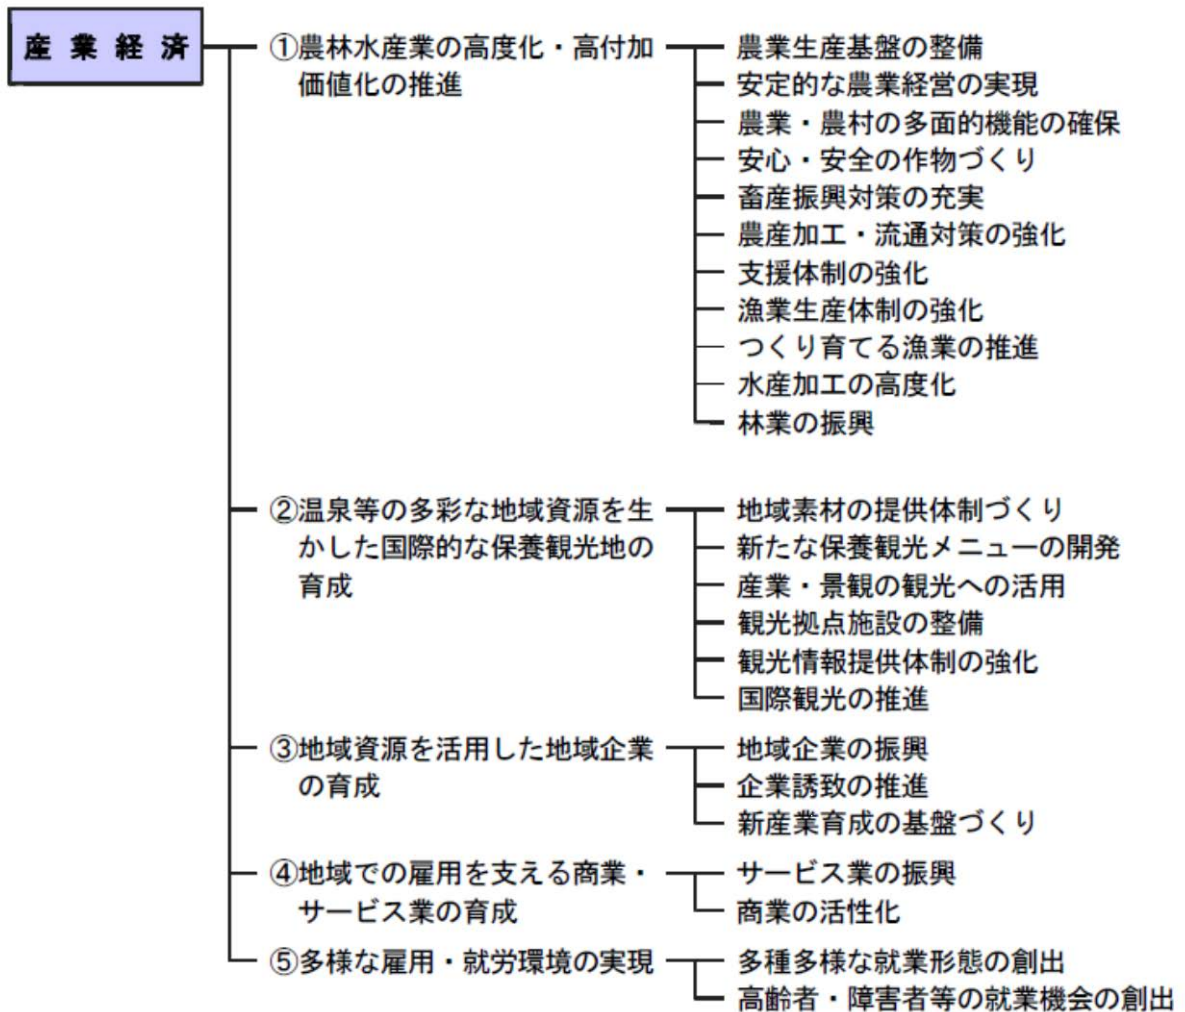 産業経済
①農林水産業の高度化・高付加
価値化の推進
農業生産基盤の整備
安定的な農業経営の実現
農業・農村の多面的機能の確保
安心・安全の作物づくり
畜産振興対策の充実
農産加工・流通対策の強化
支援体制の強化
漁業生産体制の強化
つくり育てる漁業の推進
水産加工の高度化
林業の振興
②温泉等の多彩な地域資源を生
かした国際的な保養観光地の
育成
地域素材の提供体制づくり
新たな保養観光メニューの開発
産業・景観の観光への活用
観光拠点施設の整備
観光情報提供体制の強化
国際観光の推進
③地域資源を活用した地域企業
の育成
地域企業の振興
企業誘致の推進
新産業育成の基盤づくり
④地域での雇用を支える商業・
サービス業の育成
サービス業の振興
商業の活性化
⑤多様な雇用・就労環境の実現
多種多様な就業形態の創出
高齢者・障害者等の就業機会の創出